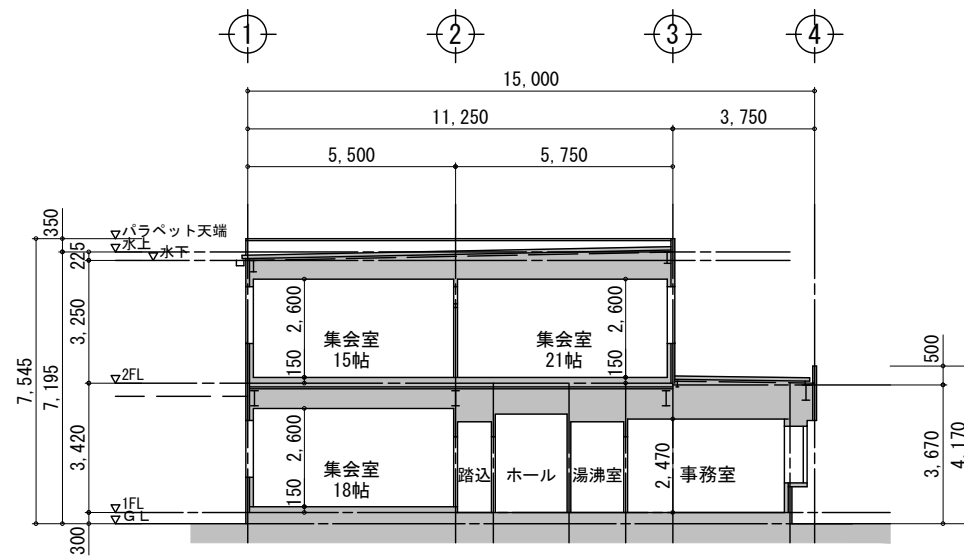 1 2 3 4
15,000
11,250 3,750
5,500 5,750
350
パラペット天端
水上
水下
225
3,250
7,545
7,195
2,600
150
集会室
15帖
集会室
21帖
2,600
150
2FL
500
3,420
2,600
150
集会室
18帖
踏込
ホール
湯沸室
2,470
事務室
3,670
4,170
1FL
GL
300